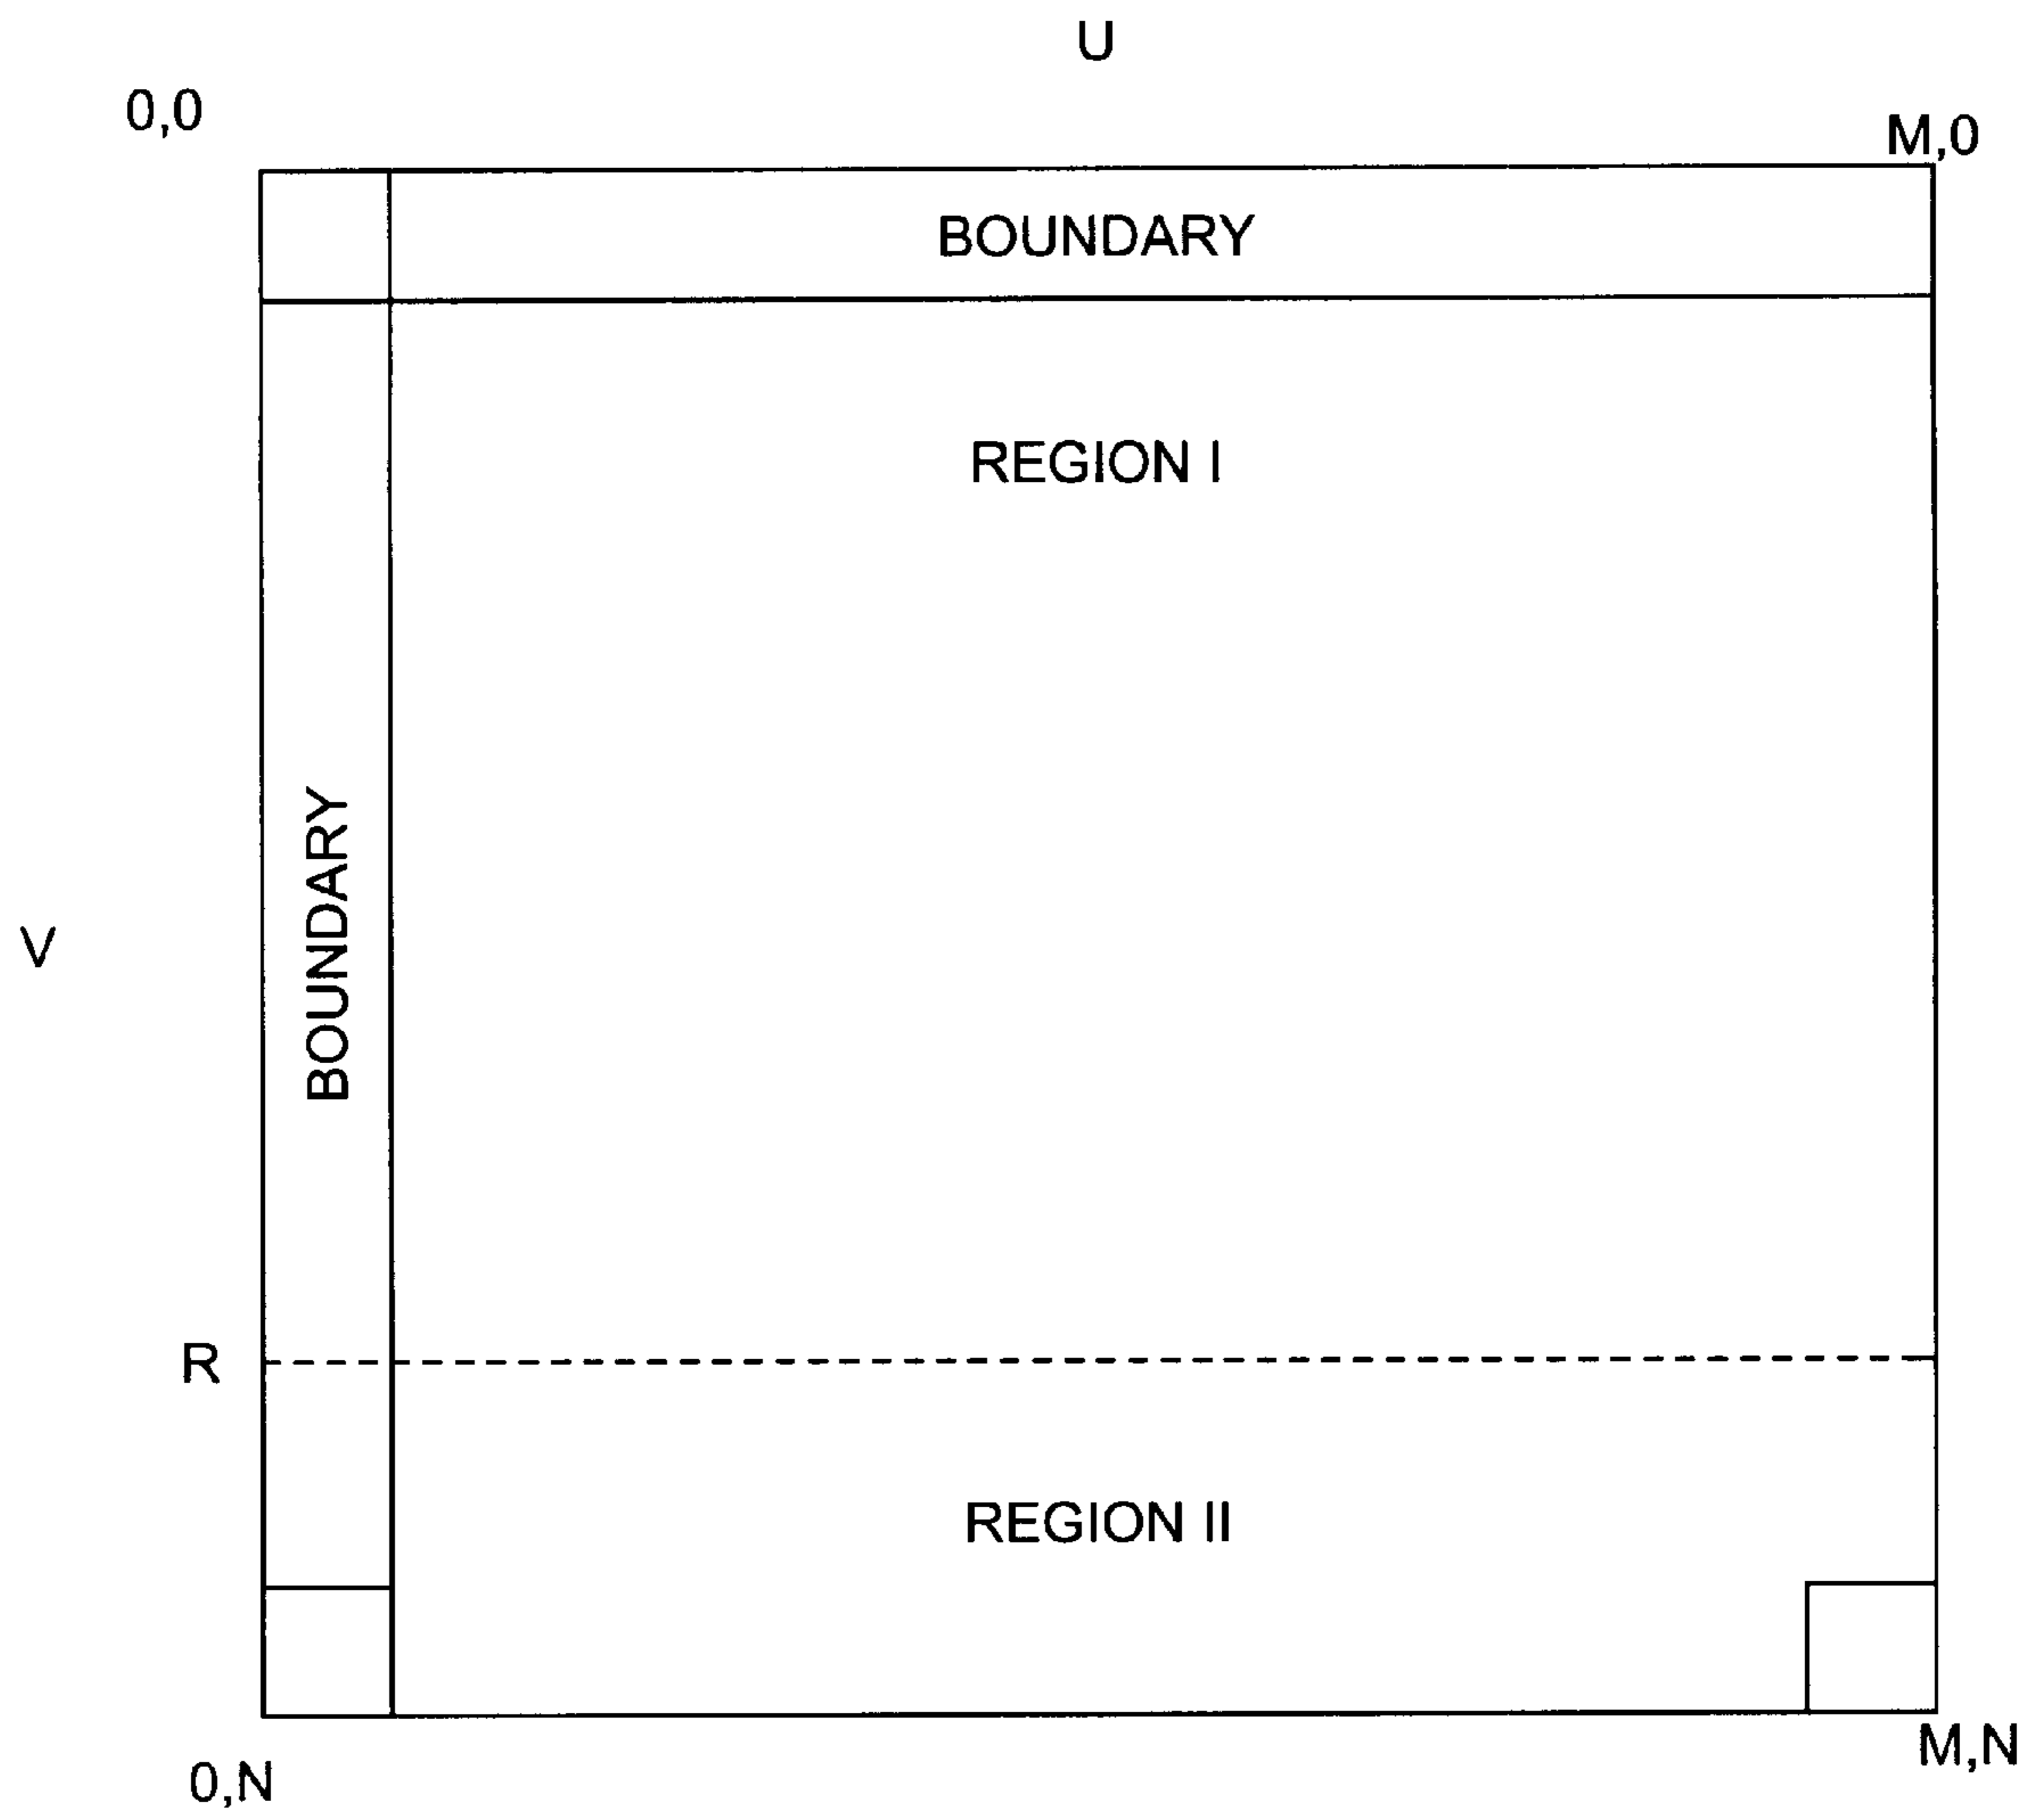 U
0,0
M,0
BOUNDARY
REGION I
BOUNDARY
V
R
REGION II
0,N
M,N